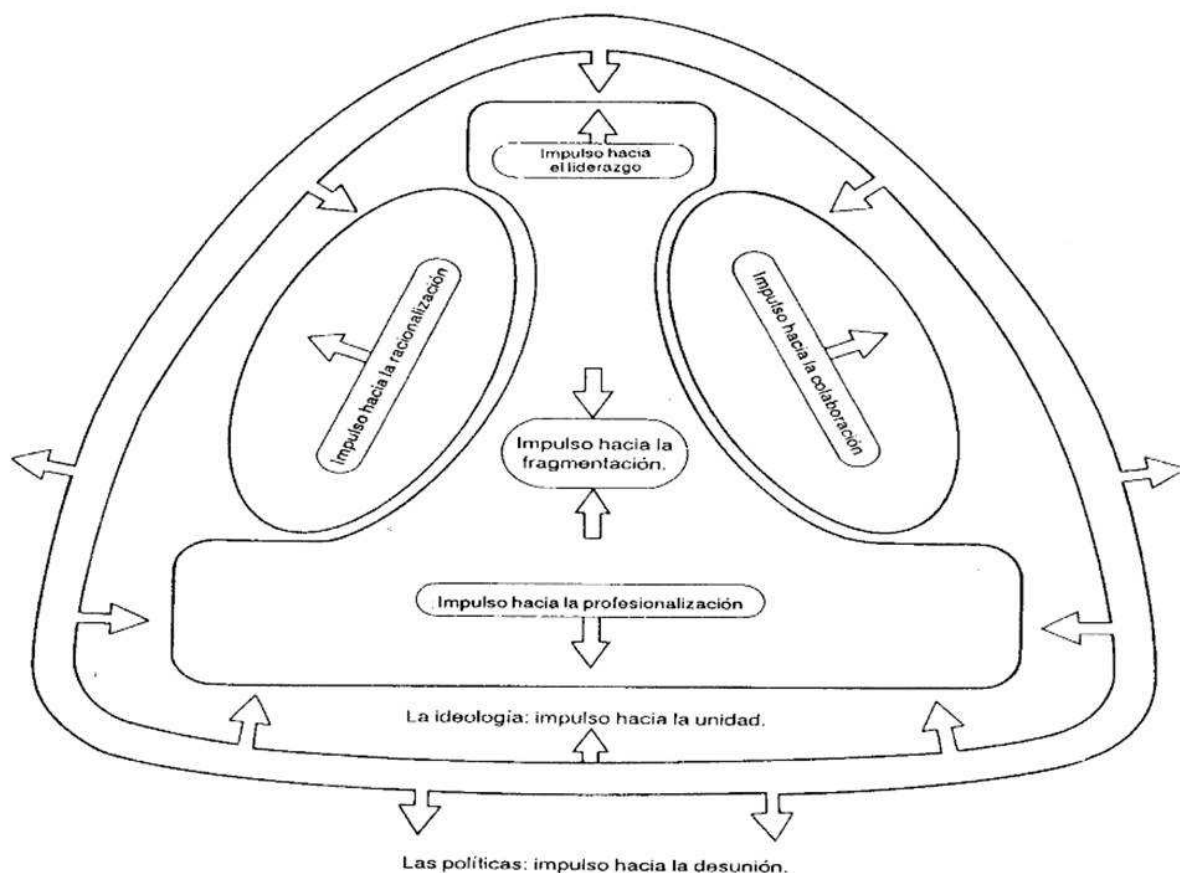 Impulso hacia
el liderazgo
Impulso hacia la racionalización
Impulso hacia la colaboración
Impulso hacia la
fragmentación.
Impulso hacia la profesionalización
La ideología: impulso hacia la unidad.
Las políticas: impulso hacia la desunión.